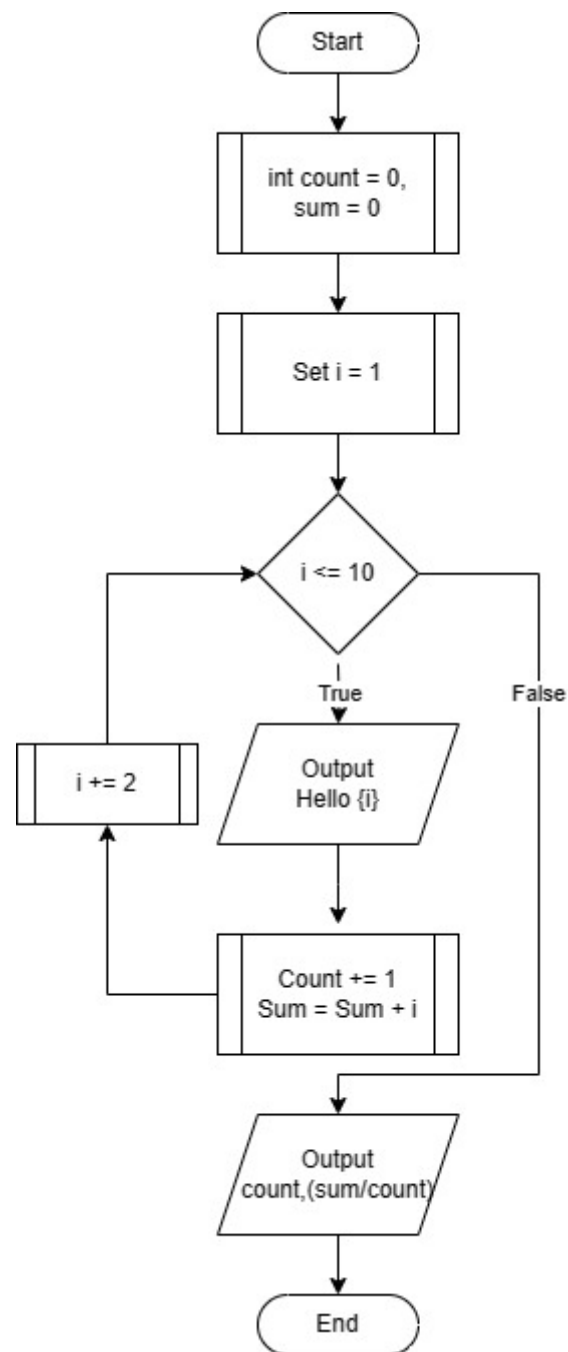 Start
int count = 0,
sum = 0
Set i = 1
i <= 10
True
False
Output
Hello {i}
i += 2
Count += 1
Sum = Sum + i
Output
count,(sum/count)
End